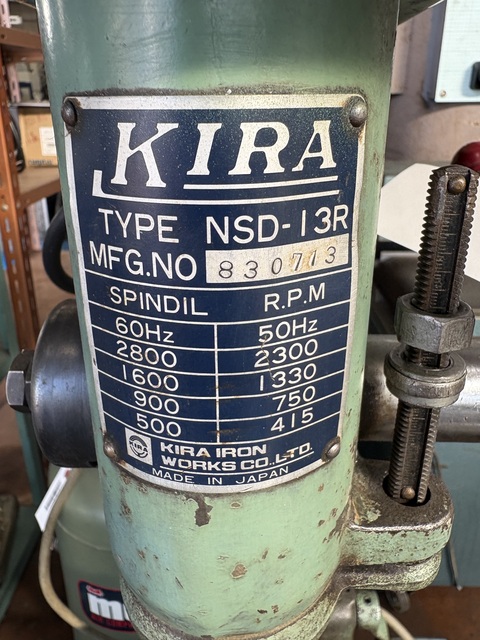 KIRA
TYPE NSD-13R
MFG.NO 830713
SPINDIL R.P.M
60Hz 50Hz
2800 2300
1600 1330
900 750
500 415
KIRA
KIRA IRON
WORKS CO.,LTD.
MADE IN JAPAN